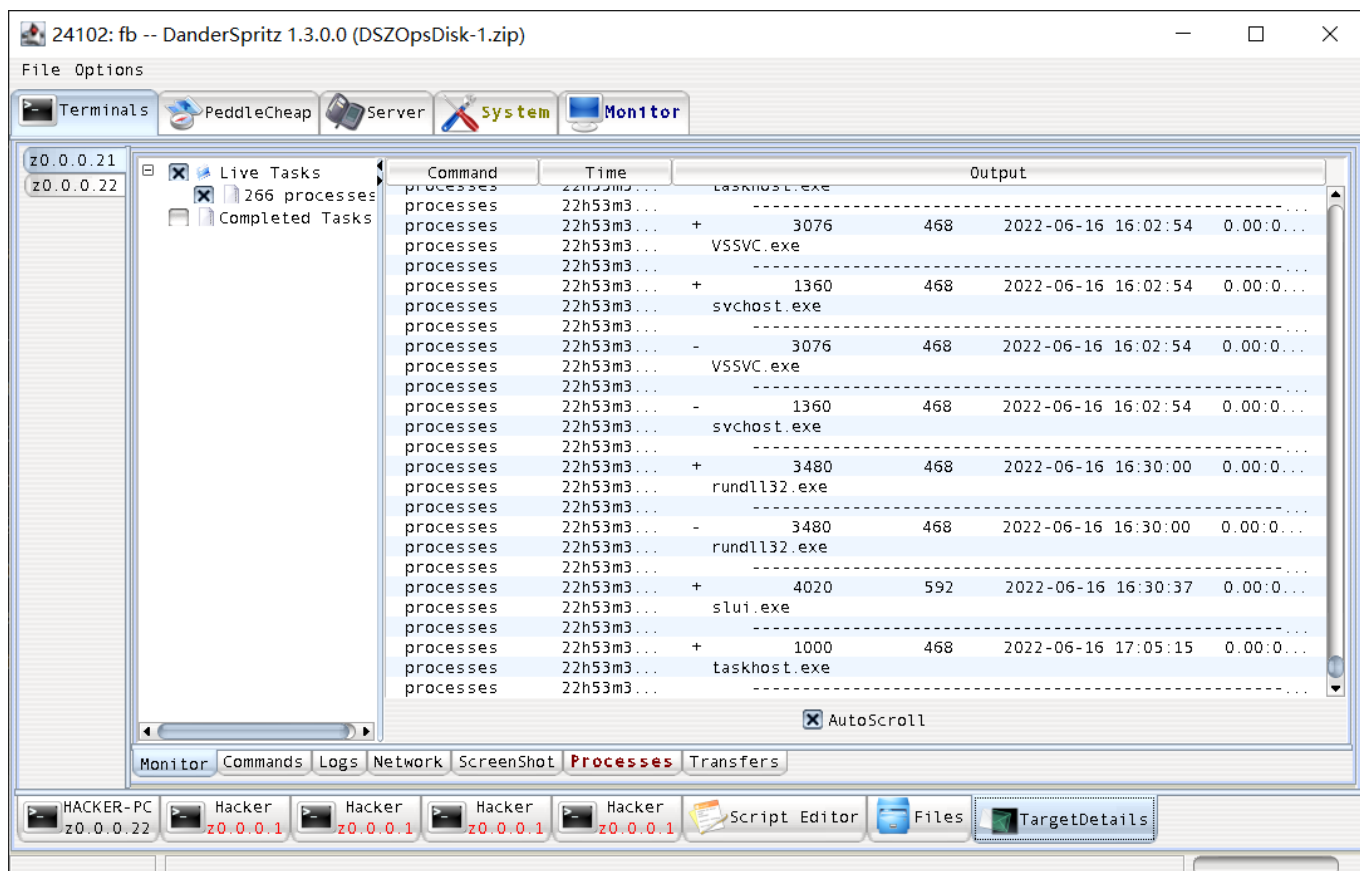 24102: fb -- DanderSpritz 1.3.0.0 (DSZOpsDisk-1.zip)
File Options
Terminals PeddleCheap Server System Monitor
z0.0.0.21
z0.0.0.22
Live Tasks
266 processes
Completed Tasks
Command Time Output
processes 22h53m3... taskhost.exe
processes 22h53m3... -----------------------------------------------------...
processes 22h53m3... + 3076 468 2022-06-16 16:02:54 0.00:0...
processes 22h53m3... VSSVC.exe
processes 22h53m3... -----------------------------------------------------...
processes 22h53m3... + 1360 468 2022-06-16 16:02:54 0.00:0...
processes 22h53m3... svchost.exe
processes 22h53m3... -----------------------------------------------------...
processes 22h53m3... - 3076 468 2022-06-16 16:02:54 0.00:0...
processes 22h53m3... VSSVC.exe
processes 22h53m3... -----------------------------------------------------...
processes 22h53m3... - 1360 468 2022-06-16 16:02:54 0.00:0...
processes 22h53m3... svchost.exe
processes 22h53m3... -----------------------------------------------------...
processes 22h53m3... + 3480 468 2022-06-16 16:30:00 0.00:0...
processes 22h53m3... rundll32.exe
processes 22h53m3... -----------------------------------------------------...
processes 22h53m3... - 3480 468 2022-06-16 16:30:00 0.00:0...
processes 22h53m3... rundll32.exe
processes 22h53m3... -----------------------------------------------------...
processes 22h53m3... + 4020 592 2022-06-16 16:30:37 0.00:0...
processes 22h53m3... slui.exe
processes 22h53m3... -----------------------------------------------------...
processes 22h53m3... + 1000 468 2022-06-16 17:05:15 0.00:0...
processes 22h53m3... taskhost.exe
processes 22h53m3... -----------------------------------------------------...
AutoScroll
Monitor Commands Logs Network ScreenShot Processes Transfers
HACKER-PC Hacker Hacker Hacker Hacker Script Editor Files TargetDetails
z0.0.0.22 z0.0.0.1 z0.0.0.1 z0.0.0.1 z0.0.0.1